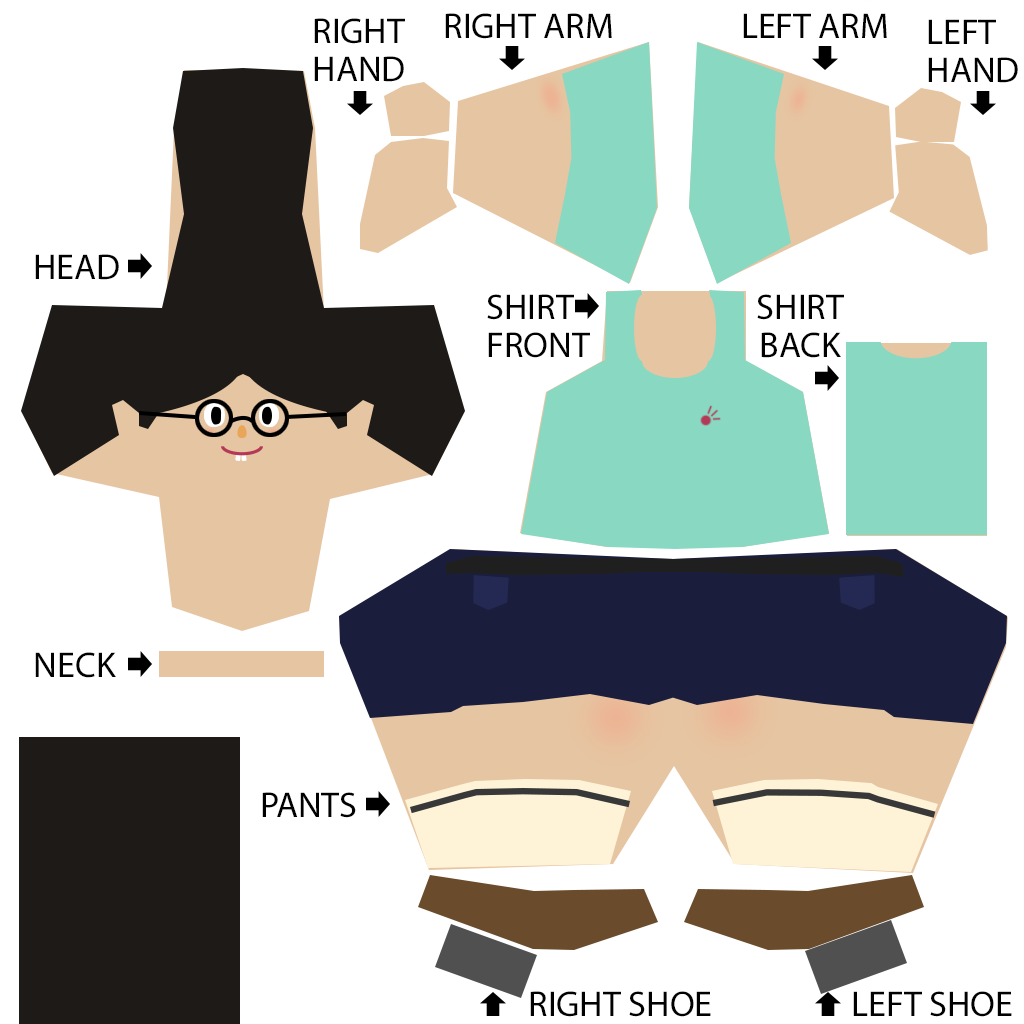 RIGHT
HAND
RIGHT ARM
LEFT ARM
LEFT
HAND
HEAD
SHIRT
FRONT
SHIRT
BACK
NECK
PANTS
RIGHT SHOE
LEFT SHOE